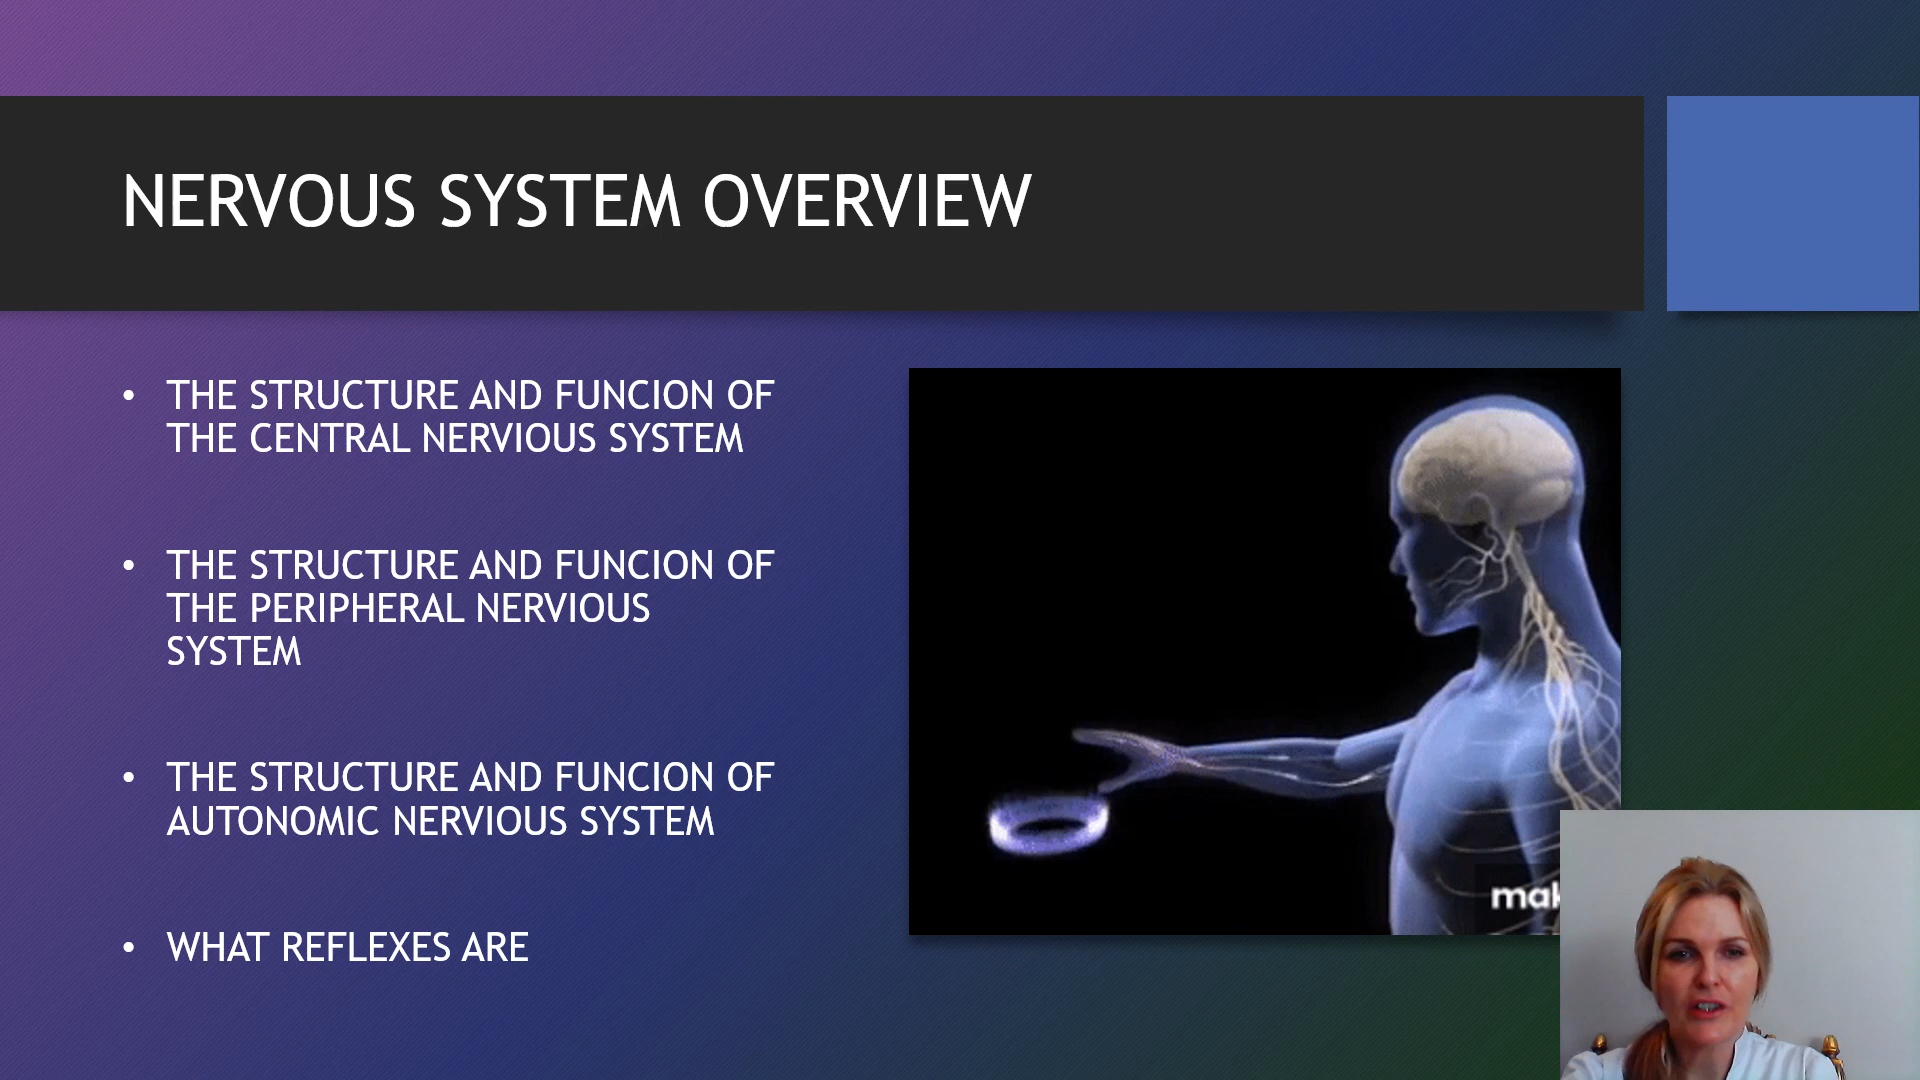 NERVOUS SYSTEM OVERVIEW
• THE STRUCTURE AND FUNCION OF
THE CENTRAL NERVIOUS SYSTEM
• THE STRUCTURE AND FUNCION OF
THE PERIPHERAL NERVIOUS
SYSTEM
• THE STRUCTURE AND FUNCION OF
AUTONOMIC NERVIOUS SYSTEM
• WHAT REFLEXES ARE